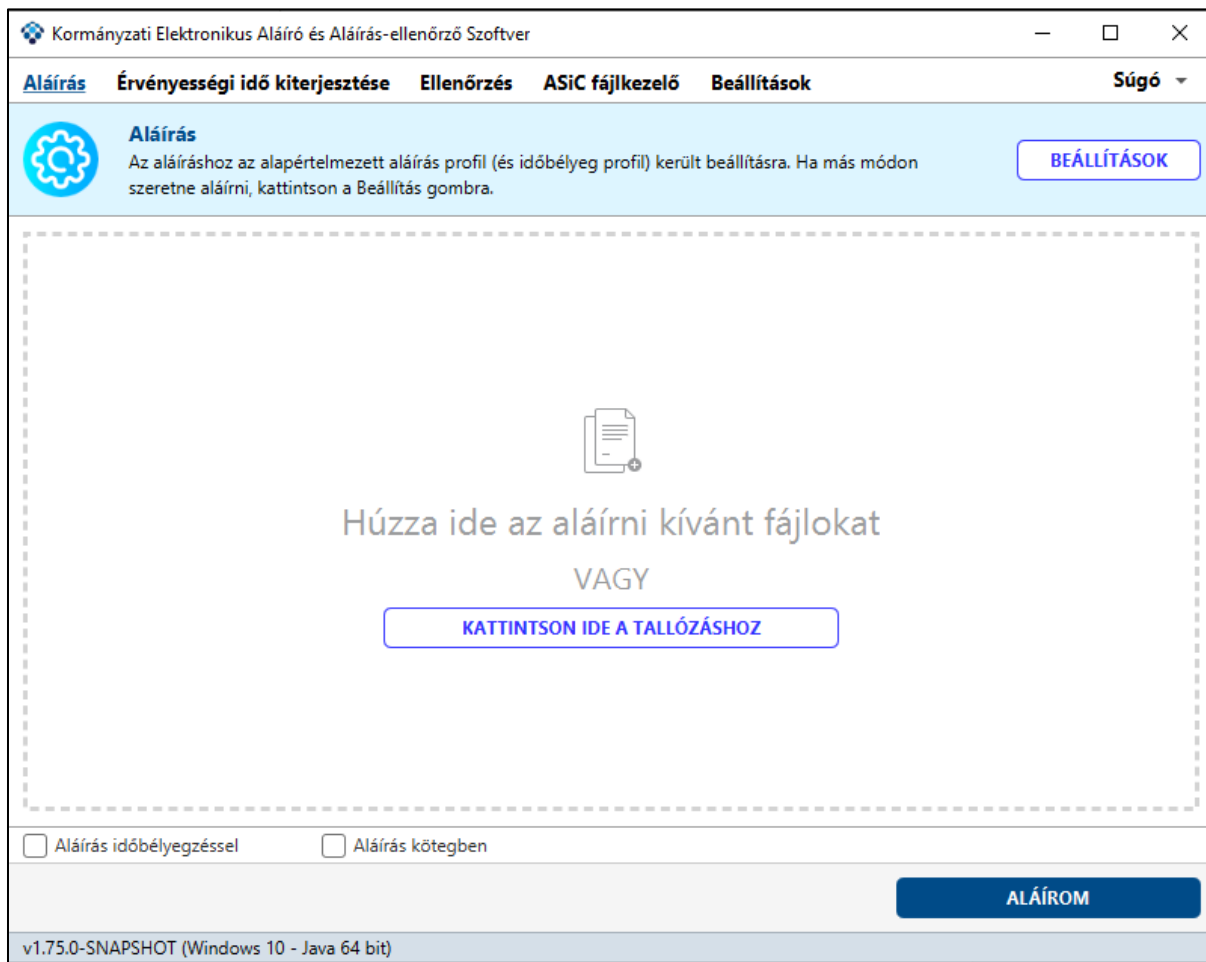 Kormányzati Elektronikus Aláíró és Aláírás-ellenőrző Szoftver
Aláírás Érvényességi idő kiterjesztése Ellenőrzés ASiC fájlkezelő Beállítások Súgó
Aláírás
Az aláíráshoz az alapértelmezett aláírás profil (és időbélyeg profil) került beállításra. Ha más módon
szeretne aláírni, kattintson a Beállítás gombra.
BEÁLLÍTÁSOK
Húzza ide az aláírni kívánt fájlokat
VAGY
KATTINTSON IDE A TALLÓZÁSHOZ
Aláírás időbélyegzéssel Aláírás kötegben
ALÁÍROM
v1.75.0-SNAPSHOT (Windows 10 - Java 64 bit)